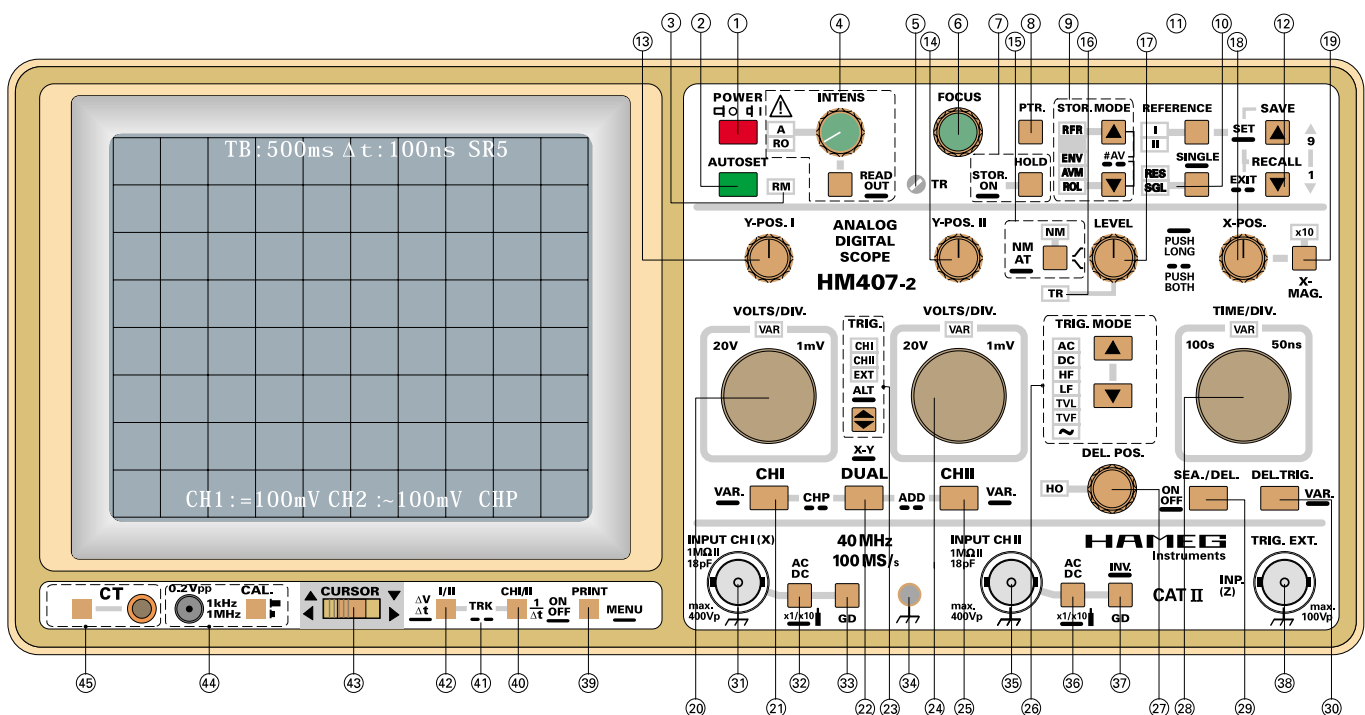 3 2 1 4 5 6 7 8 9 11 10 12
13 14 15 16 17 18 19
POWER
INTENS
A
RO
AUTOSET
RM
READ
OUT
FOCUS
TR
PTR.
HOLD
STOR.
ON
STOR. MODE
RFR
ENV
AVM
ROL
#AV
REFERENCE
I
II
SINGLE
RES
SGL
SET
EXIT
SAVE
RECALL
9
1
TB:500ms Δt:100ns SR5
Y-POS. I
ANALOG
DIGITAL
SCOPE
HM407-2
Y-POS. II
NM
AT
NM
LEVEL
TR
PUSH
LONG
PUSH
BOTH
X-POS.
x10
X-
MAG.
VOLTS/DIV.
VAR
20V 1mV
TRIG.
CHI
CHII
EXT
ALT
VOLTS/DIV.
VAR
20V 1mV
TRIG. MODE
AC
DC
HF
LF
TVL
TVF
~
TIME/DIV.
VAR
100s 50ns
X-Y
DEL. POS.
HO
CHI
DUAL
CHII
VAR.
CHP
ADD
VAR.
ON
OFF
SEA./DEL.
DEL.TRIG.
VAR.
CH1:=100mV CH2:~100mV CHP
INPUT CHI (X)
1MΩII
18pF
max.
400Vp
AC
DC
x1/x10
GD
40 MHz
100 MS/s
INPUT CHII
1MΩII
18pF
max.
400Vp
AC
DC
x1/x10
INV.
GD
HAMEG
Instruments
CAT II
TRIG. EXT.
INP.
(Z)
max.
100Vp
CT
0.2Vpp
1kHz
1MHz
CAL.
CURSOR
ΔV
Δt
I/II
TRK
CHI/II
1
Δt
ON
OFF
PRINT
MENU
45 44 43 42 41 40 39
31 32 33 34 35 36 37 38
20 21 22 23 24 25 26 27 28 29 30